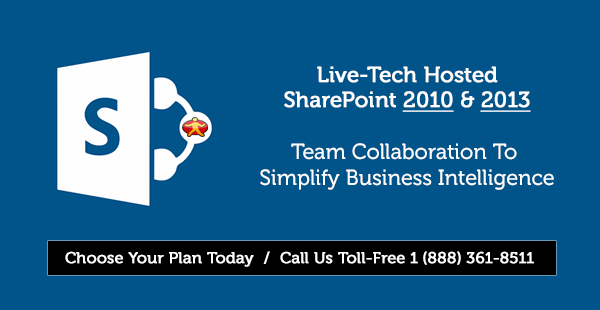 S
Live-Tech Hosted
SharePoint 2010 & 2013
Team Collaboration To
Simplify Business Intelligence
Choose Your Plan Today / Call Us Toll-Free 1 (888) 361-8511